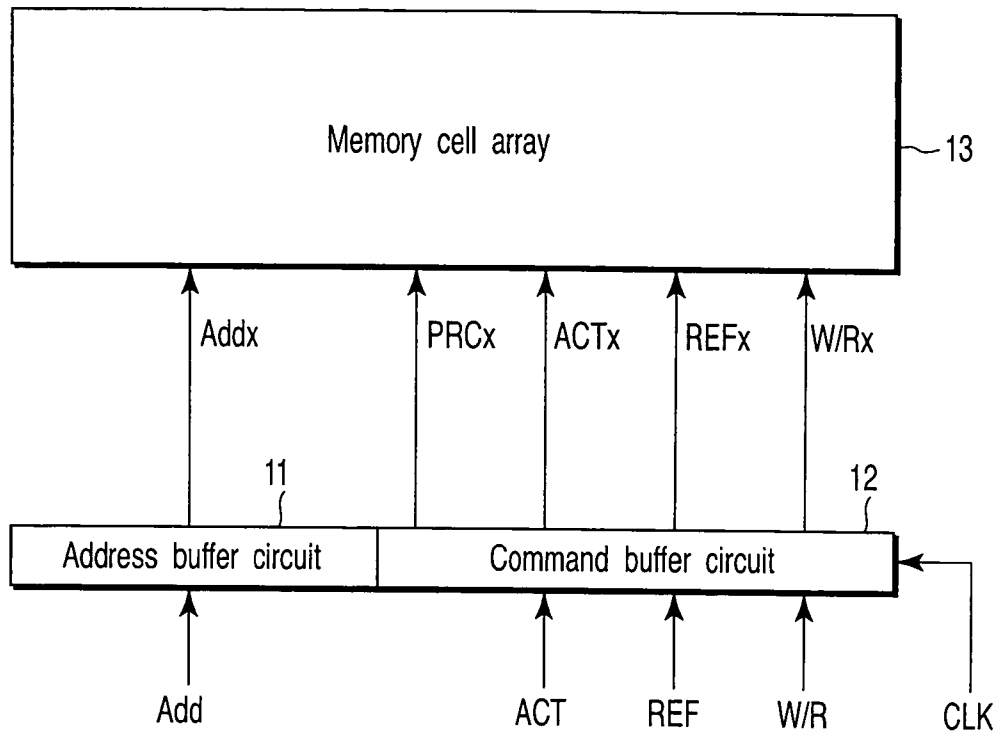 Memory cell array
13
Addx
PRCx
ACTx
REFx
W/Rx
11
12
Address buffer circuit
Command buffer circuit
Add
ACT
REF
W/R
CLK